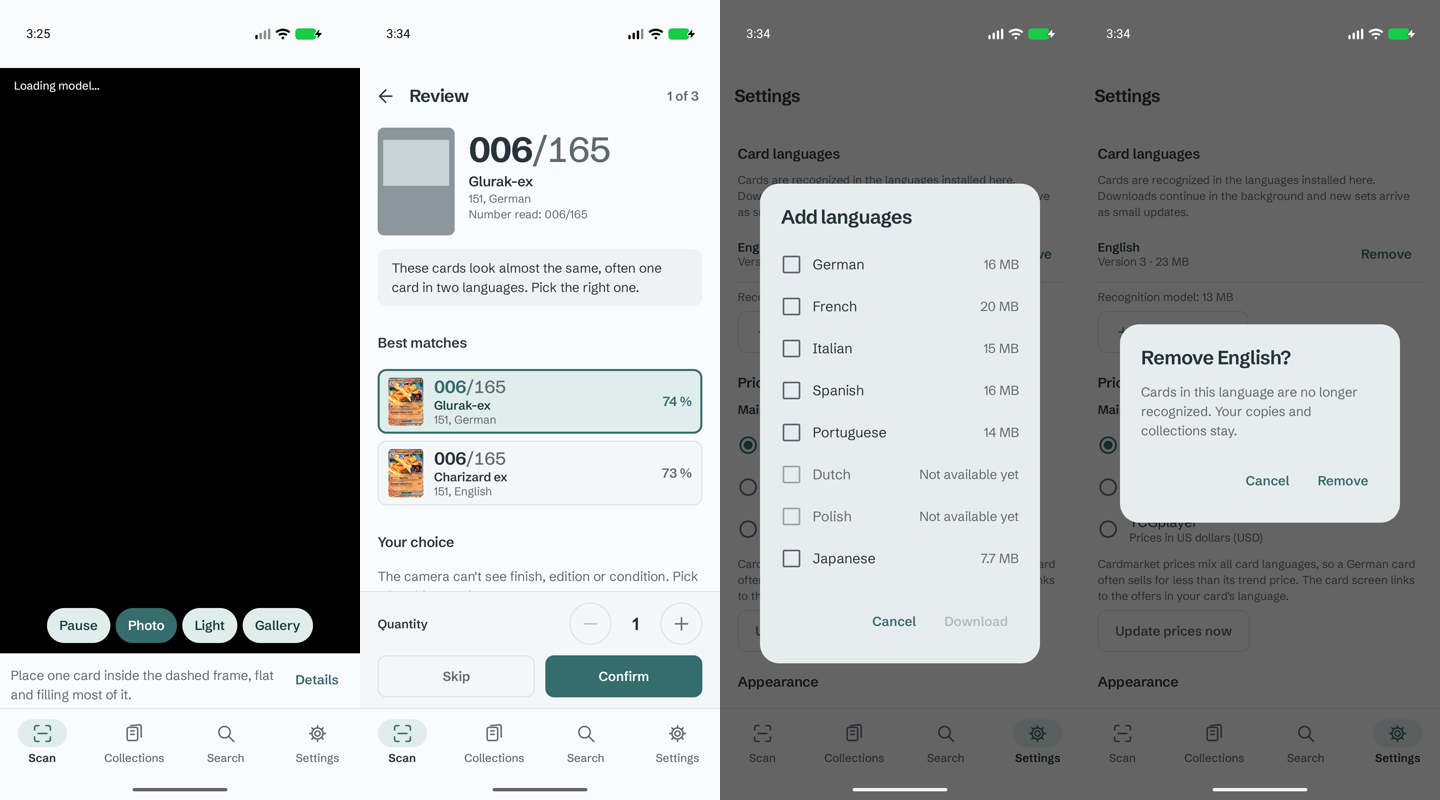 3:25
Loading model...
Pause
Photo
Light
Gallery
Place one card inside the dashed frame, flat
and filling most of it.
Details
Scan
Collections
Search
Settings
3:34
Review
1 of 3
006/165
Glurak-ex
151, German
Number read: 006/165
These cards look almost the same, often one
card in two languages. Pick the right one.
Best matches
006/165
Glurak-ex
151, German
74 %
006/165
Charizard ex
151, English
73 %
Your choice
The camera can't see finish, edition or condition. Pick
Quantity
1
Skip
Confirm
Scan
Collections
Search
Settings
3:34
Settings
Card languages
Cards are recognized in the languages installed here.
Add languages
German
16 MB
French
20 MB
Italian
15 MB
Spanish
16 MB
Portuguese
14 MB
Dutch
Not available yet
Polish
Not available yet
Japanese
7.7 MB
Cancel
Download
Appearance
Scan
Collections
Search
Settings
3:34
Settings
Card languages
Cards are recognized in the languages installed here.
Downloads continue in the background and new sets arrive
as small updates.
English
Version 3 · 23 MB
Remove
Recognition model: 13 MB
Remove English?
Cards in this language are no longer
recognized. Your copies and
collections stay.
Cancel
Remove
TCGplayer
Prices in US dollars (USD)
Cardmarket prices mix all card languages, so a German card
often sells for less than its trend price. The card screen links
to the offers in your card's language.
Update prices now
Appearance
Scan
Collections
Search
Settings